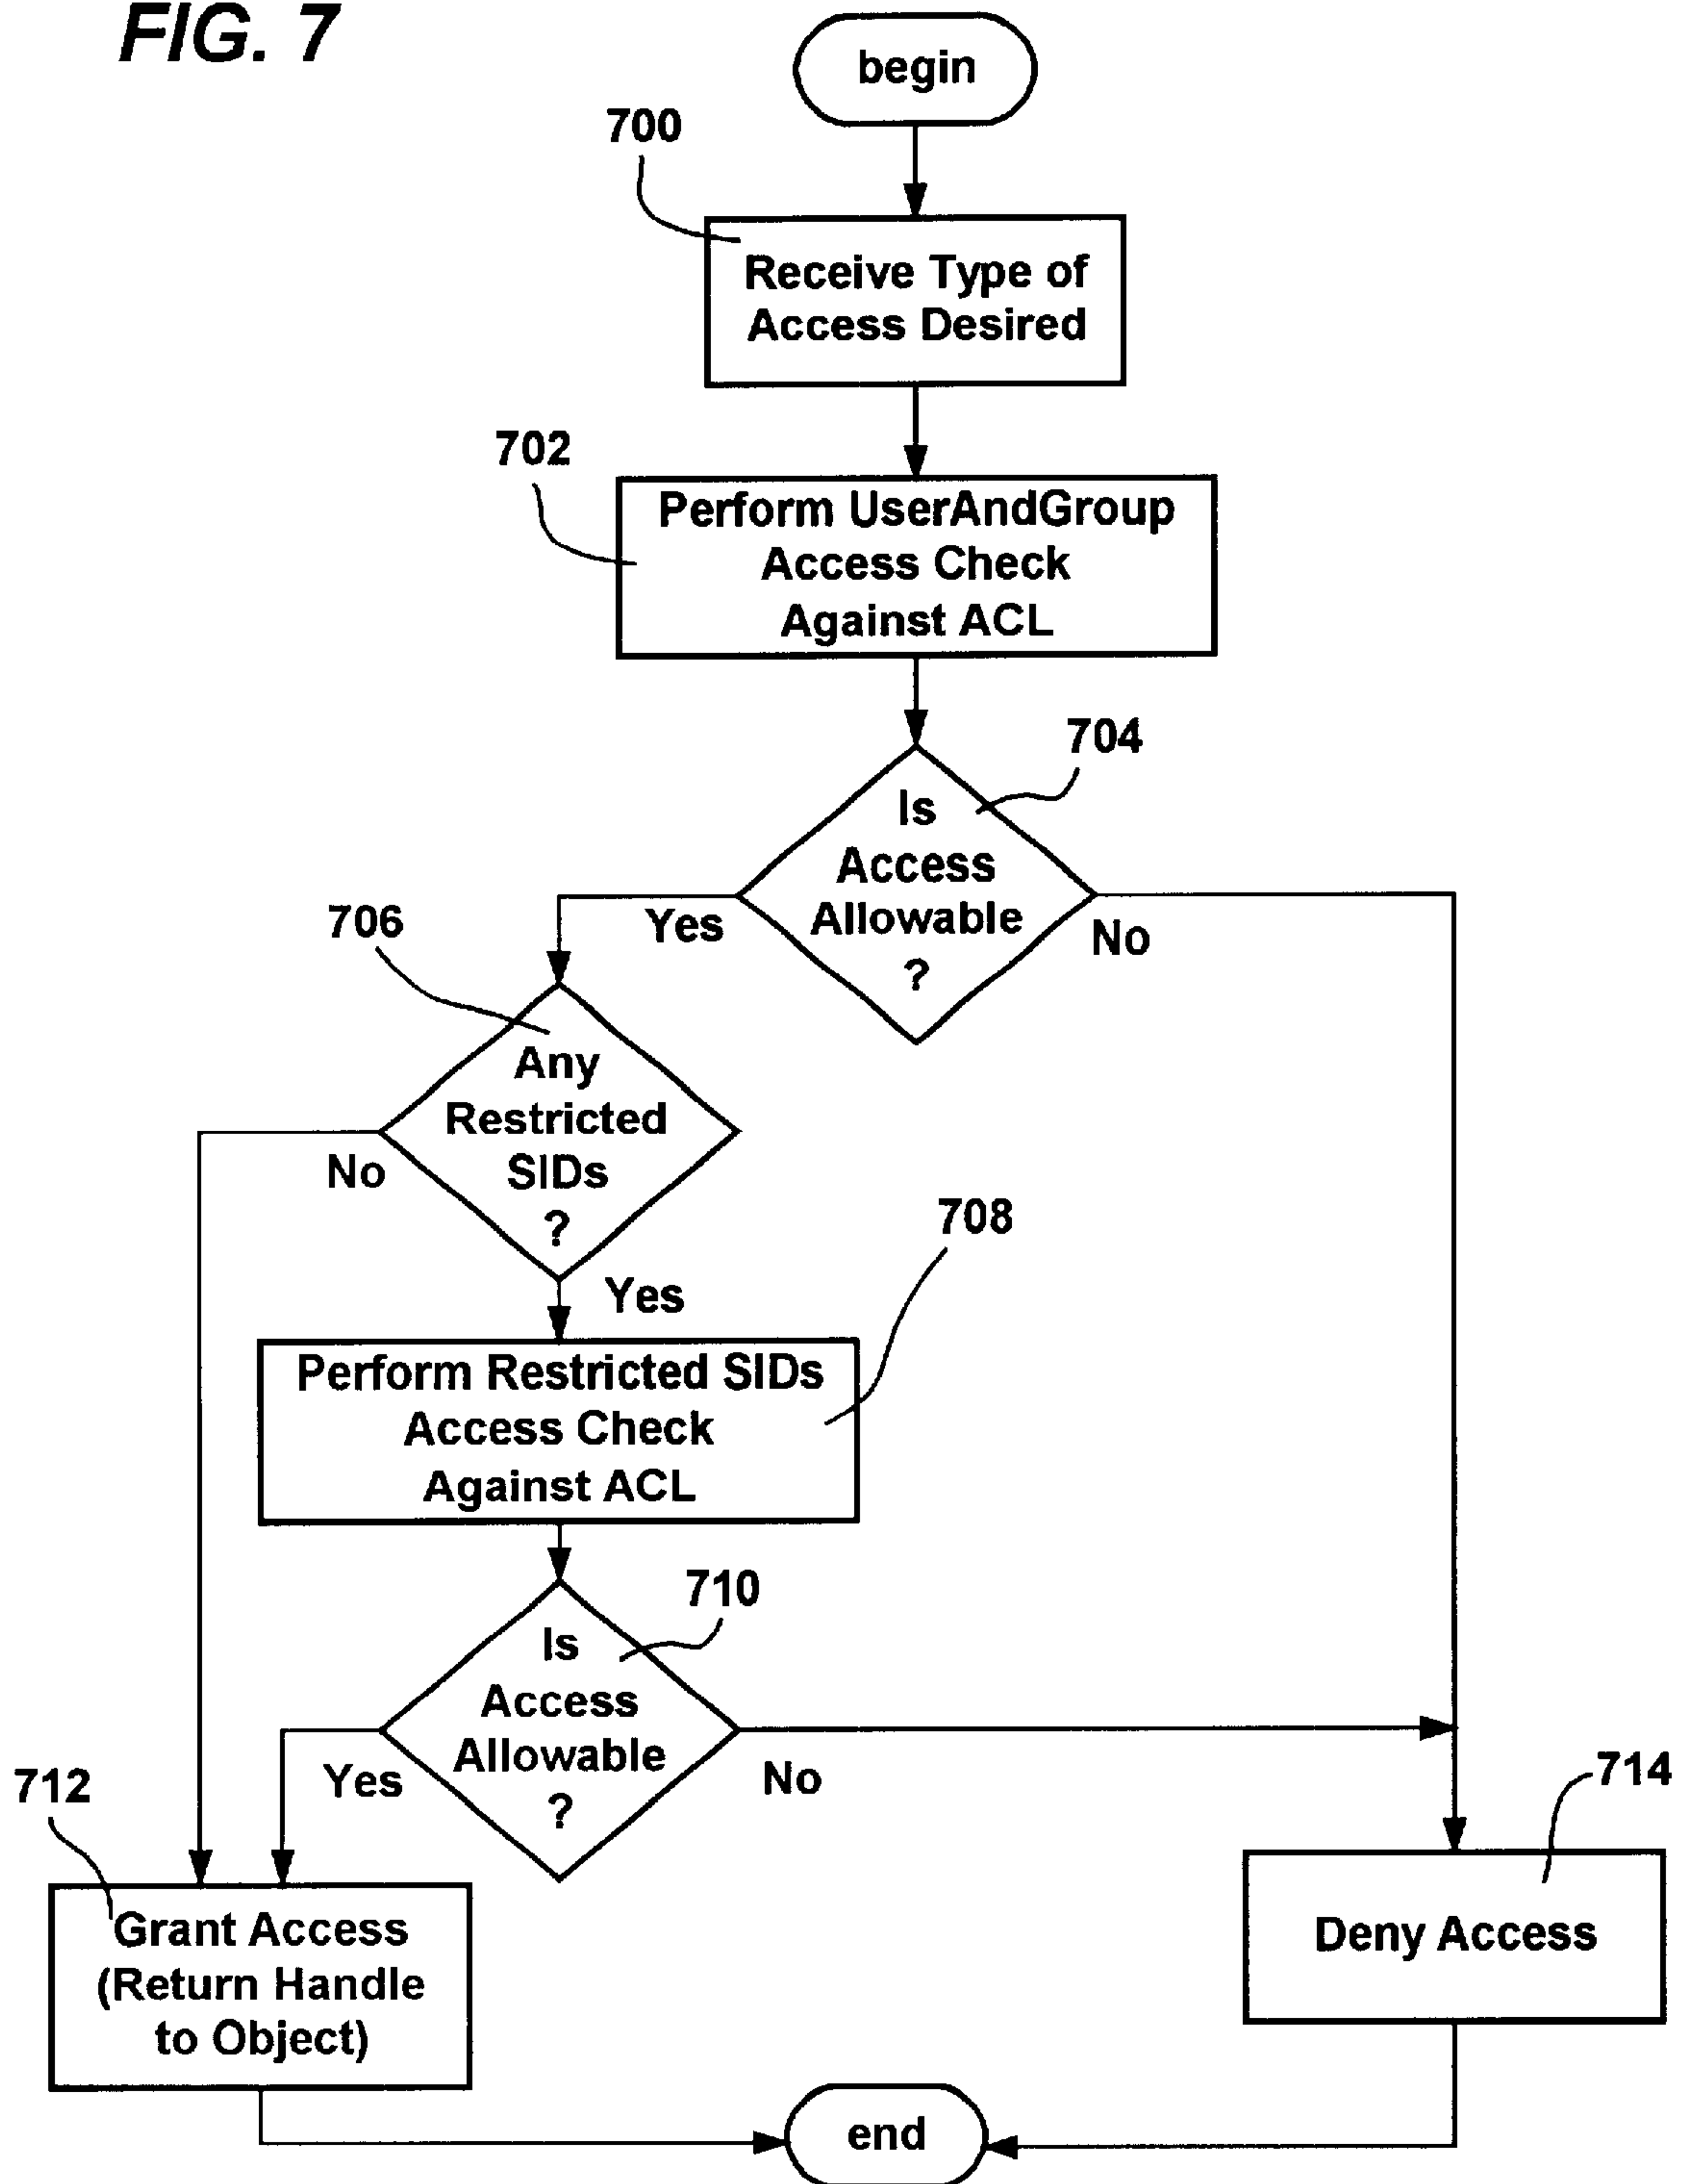 FIG. 7
begin
700
Receive Type of
Access Desired
702
Perform UserAndGroup
Access Check
Against ACL
704
Is
Access
Allowable
?
Yes
No
706
Any
Restricted
SIDs
?
No
Yes
708
Perform Restricted SIDs
Access Check
Against ACL
710
Is
Access
Allowable
?
Yes
No
712
Grant Access
(Return Handle
to Object)
714
Deny Access
end